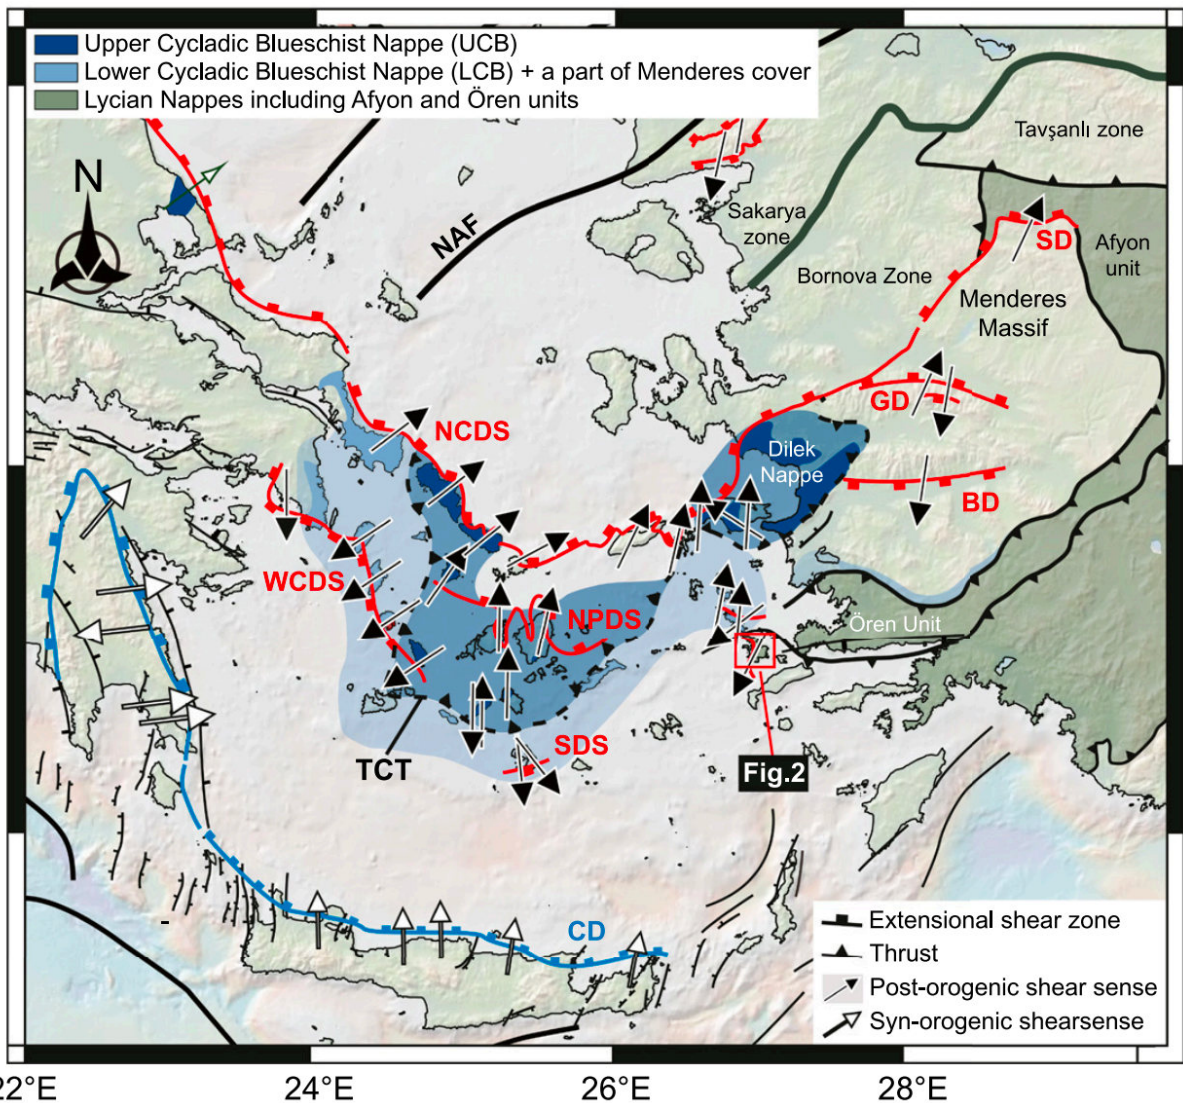 Upper Cycladic Blueschist Nappe (UCB)
Lower Cycladic Blueschist Nappe (LCB) + a part of Menderes cover
Lycian Nappes including Afyon and Ören units
N
NAF
Tavşanlı zone
Sakarya
zone
Bornova Zone
SD
Afyon
unit
Menderes
Massif
GD
NCDS
Dilek
Nappe
BD
WCDS
NPDS
Ören Unit
SDS
TCT
Fig.2
CD
Extensional shear zone
Thrust
Post-orogenic shear sense
Syn-orogenic shearsense
22°E
24°E
26°E
28°E